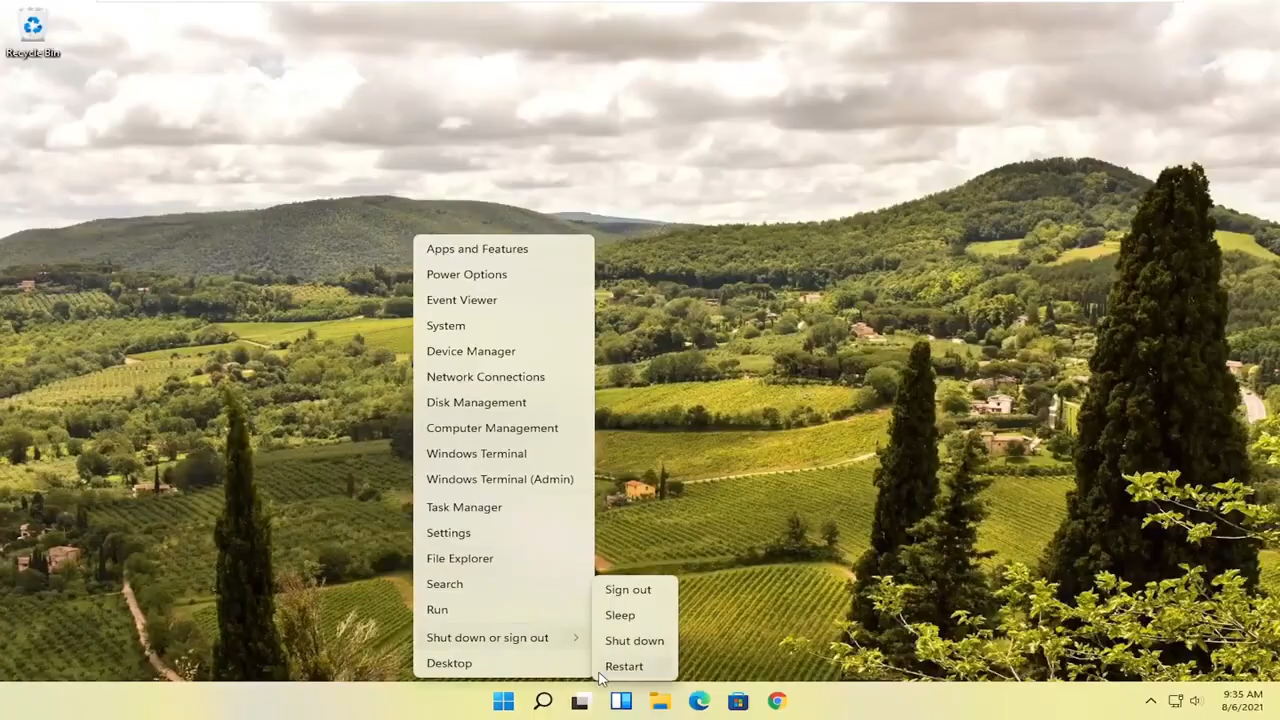 Recycle Bin
Apps and Features
Power Options
Event Viewer
System
Device Manager
Network Connections
Disk Management
Computer Management
Windows Terminal
Windows Terminal (Admin)
Task Manager
Settings
File Explorer
Search
Run
Shut down or sign out
Desktop
Sign out
Sleep
Shut down
Restart
9:35 AM
8/6/2021